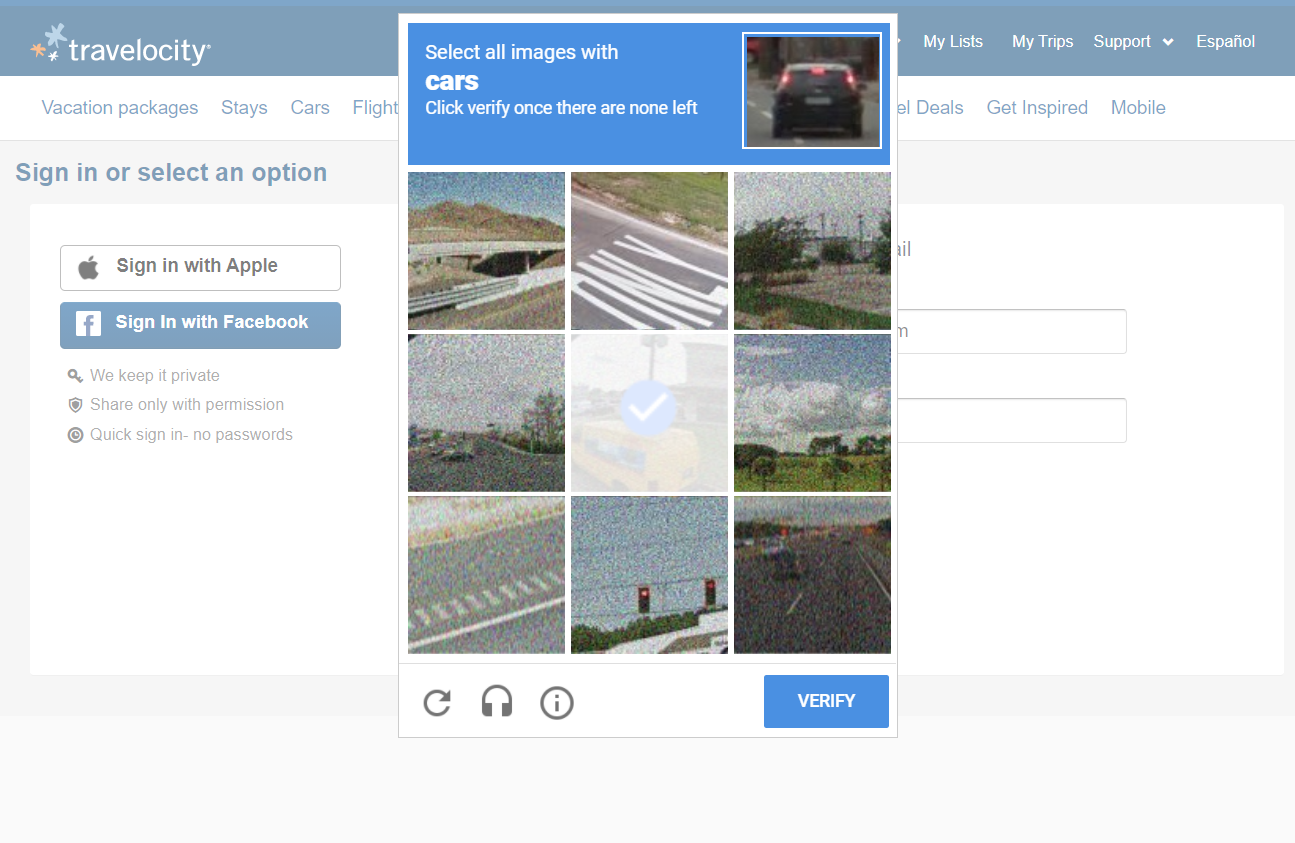 travelocity
My Lists
My Trips
Support
Español
Vacation packages
Stays
Cars
Flight
el Deals
Get Inspired
Mobile
Sign in or select an option
Sign in with Apple
Sign In with Facebook
We keep it private
Share only with permission
Quick sign in- no passwords
Select all images with
cars
Click verify once there are none left
VERIFY
ail
m